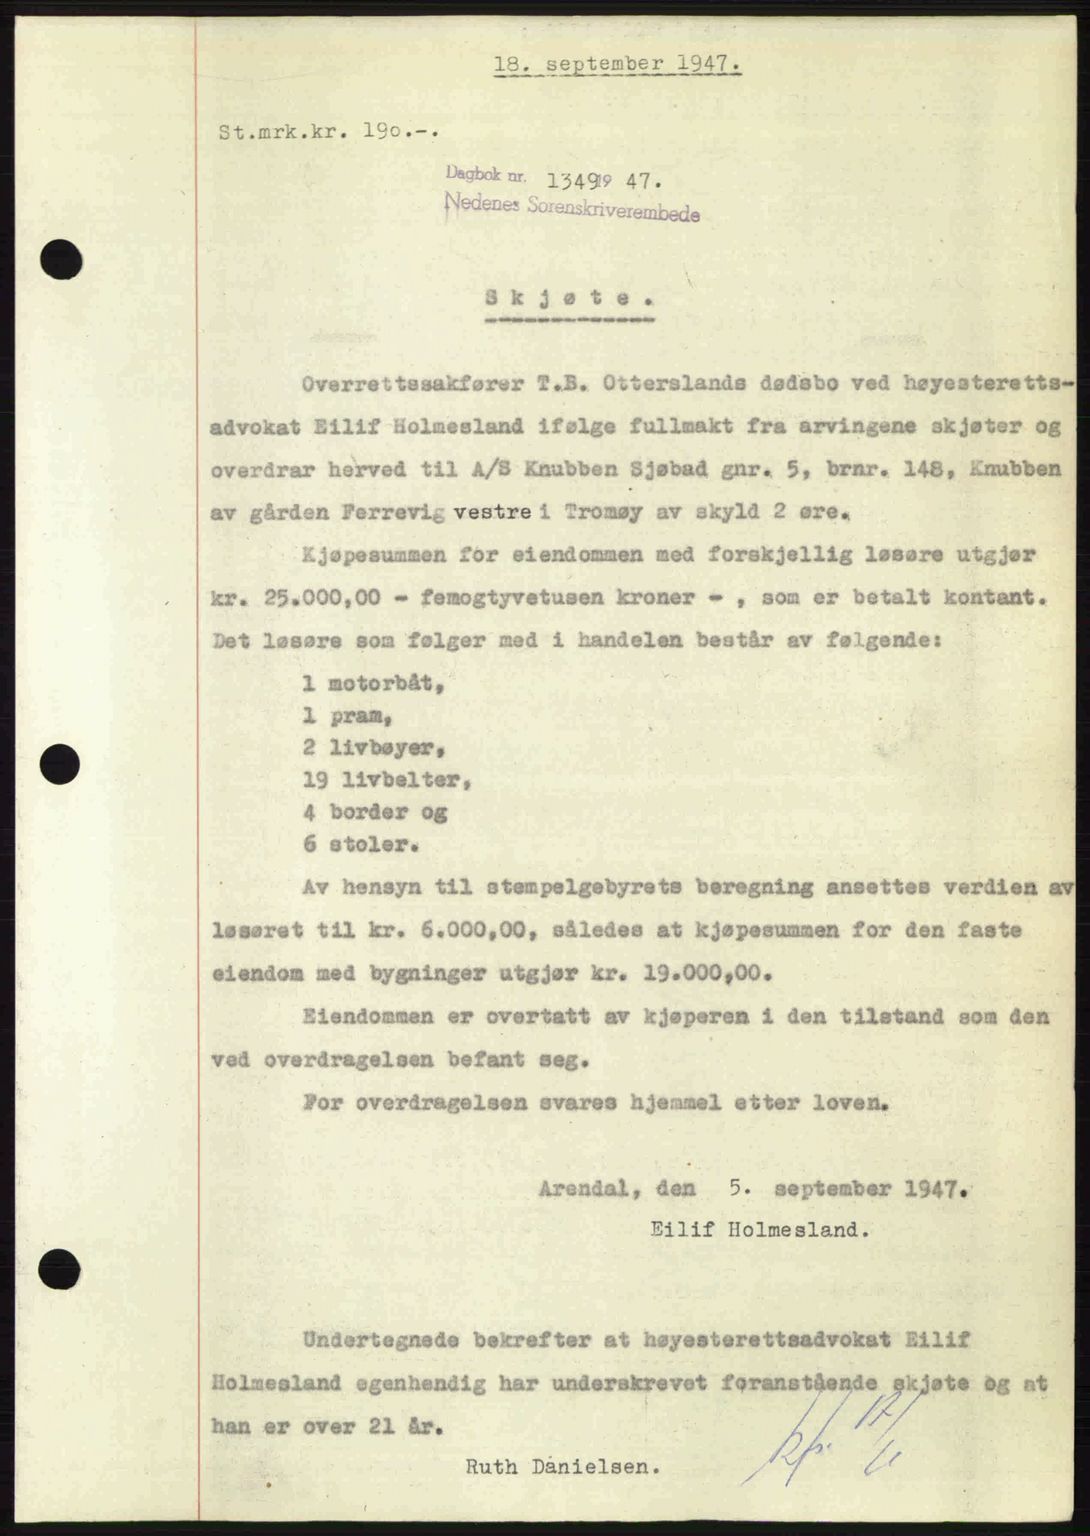 18. september 1947.
St.mrk.kr. 190.-.
Dagbok nr. 1349 19 47.
Nedenes Sorenskriverembede
Skjøte.
Overrettssakfører T.B. Otterslands dødsbo ved høyesteretts-
advokat Eilif Holmesland ifølge fullmakt fra arvingene skjøter og
overdrar herved til A/S Knubben Sjøbad gnr. 5, brnr. 148, Knubben
av gården Færrevig vestre i Tromøy av skyld 2 øre.
Kjøpesummen for eiendommen med forskjellig løsøre utgjør
kr. 25.000,00 - femogtyvetusen kroner - , som er betalt kontant.
Det løsøre som følger med i handelen består av følgende:
1 motorbåt,
1 pram,
2 livbøyer,
19 livbelter,
4 border og
6 stoler.
Av hensyn til stempelgebyrets beregning ansettes verdien av
løsøret til kr. 6.000,00, således at kjøpesummen for den faste
eiendom med bygninger utgjør kr. 19.000,00.
Eiendommen er overtatt av kjøperen i den tilstand som den
ved overdragelsen befant seg.
For overdragelsen svares hjemmel etter loven.
Arendal, den 5. september 1947.
Eilif Holmesland.
Undertegnede bekrefter at høyesterettsadvokat Eilif
Holmesland egenhendig har underskrevet foranstående skjøte og at
han er over 21 år.
Ruth Danielsen.